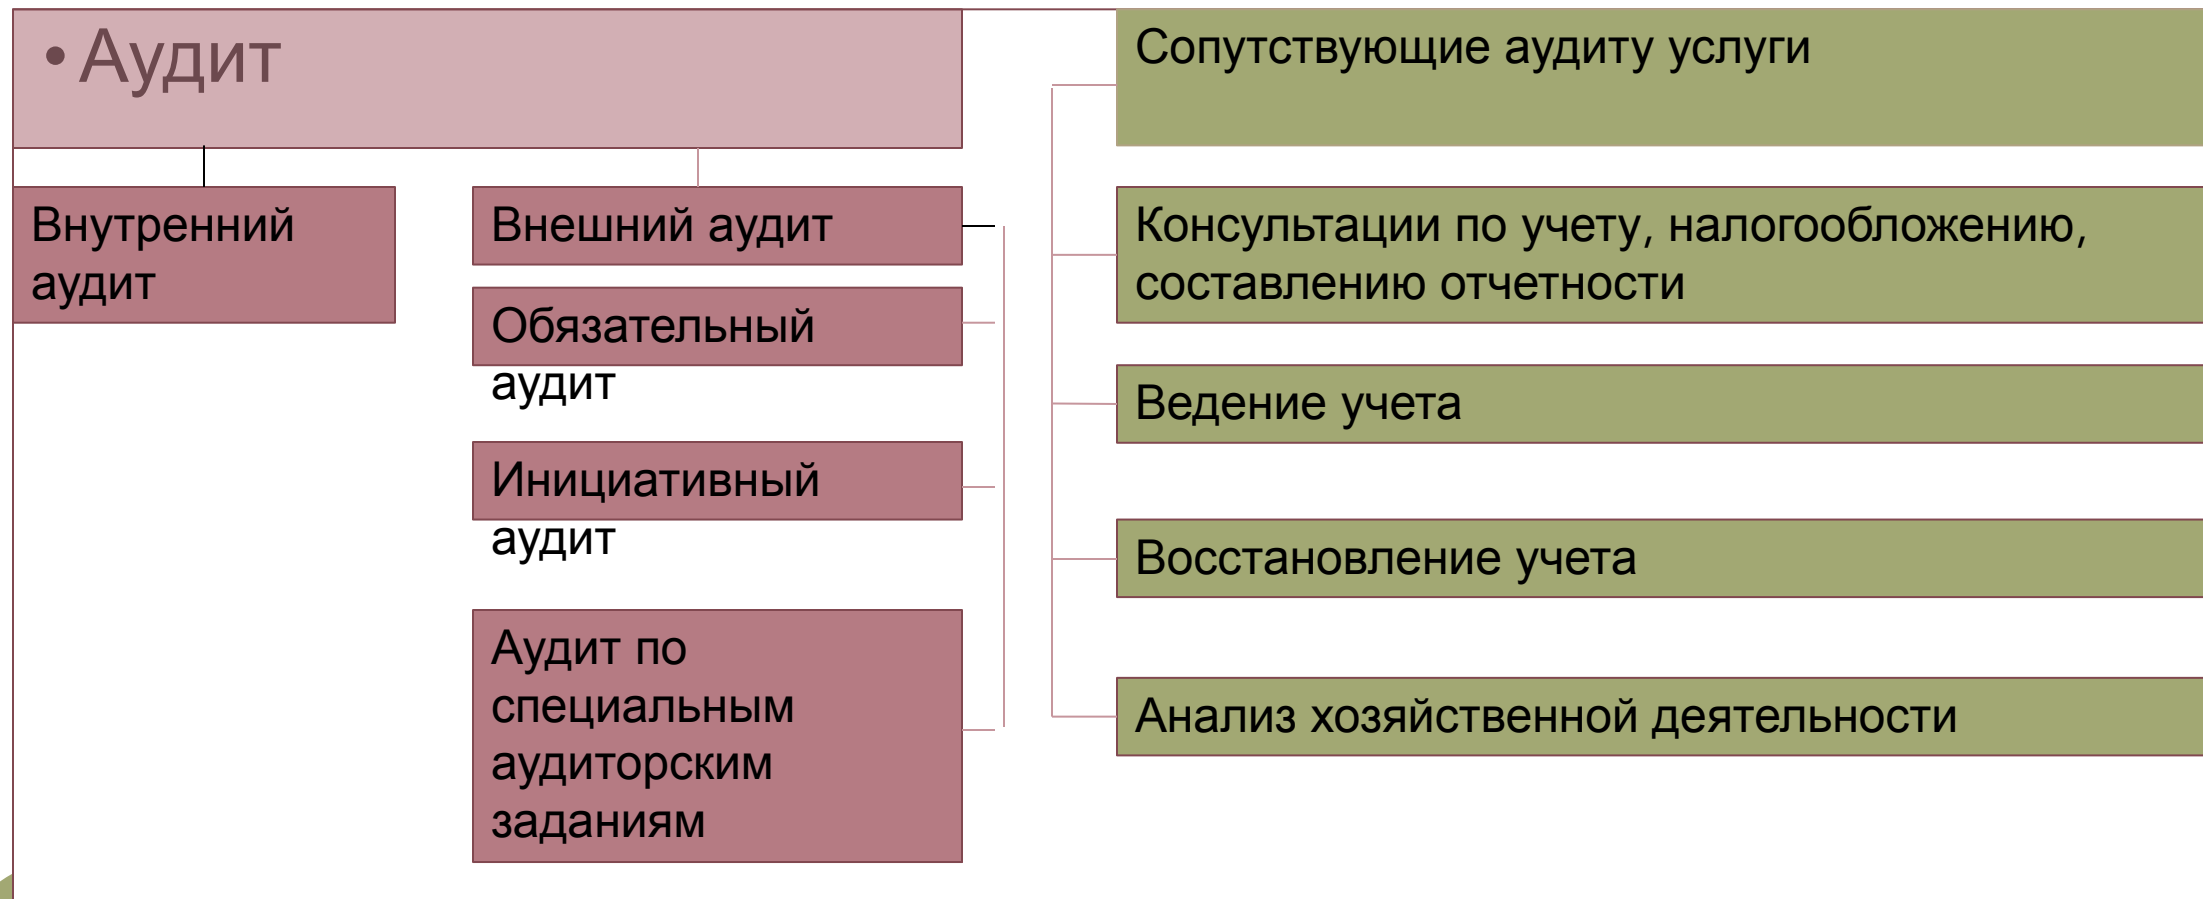 • Аудит
Внутренний
аудит
Внешний аудит
Обязательный
аудит
Инициативный
аудит
Аудит по
специальным
аудиторским
заданиям
Сопутствующие аудиту услуги
Консультации по учету, налогообложению,
составлению отчетности
Ведение учета
Восстановление учета
Анализ хозяйственной деятельности